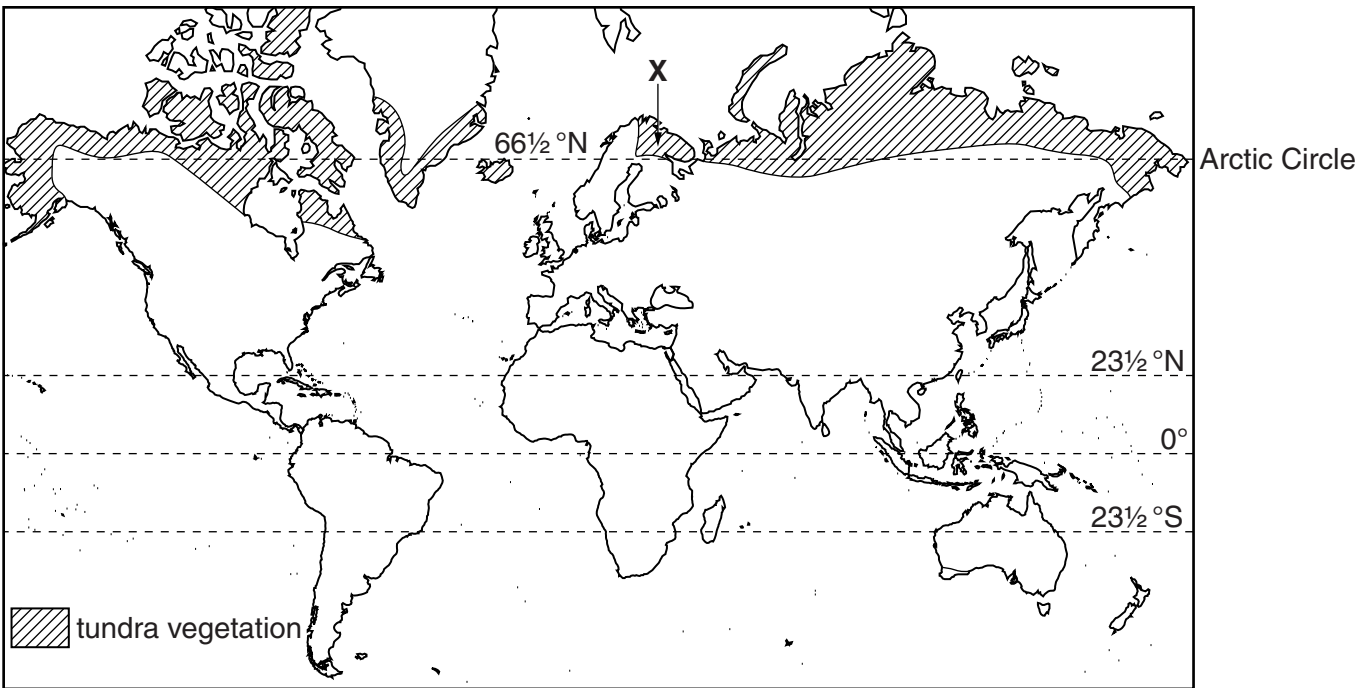 X
66½ °N
Arctic Circle
23½ °N
0°
23½ °S
tundra vegetation